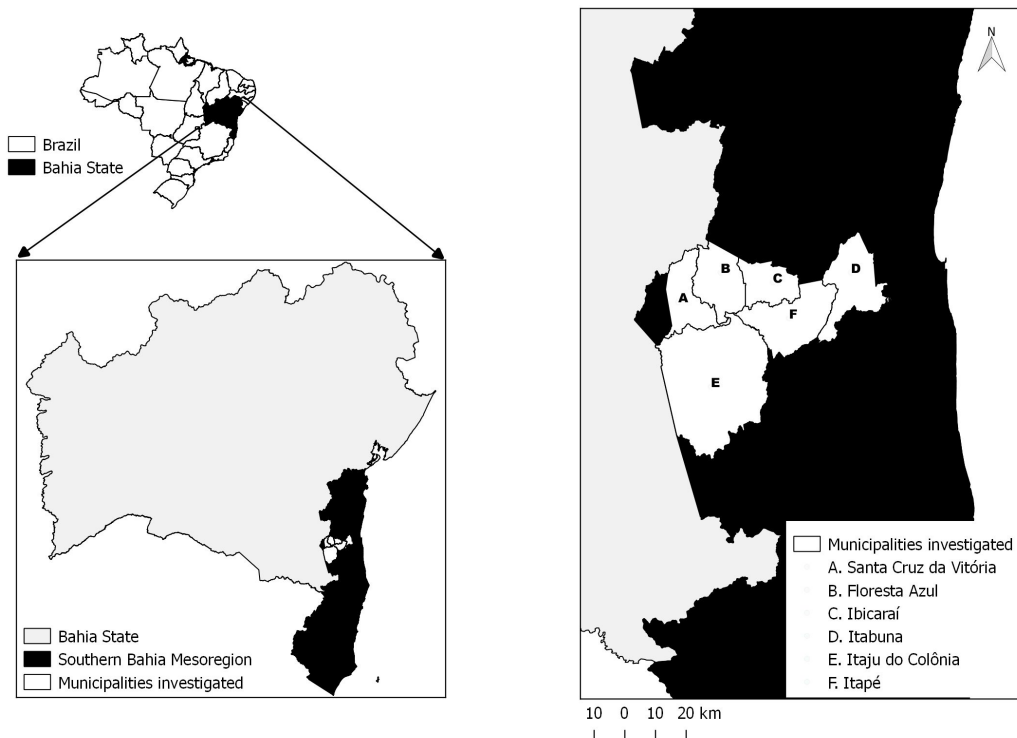 Brazil
Bahia State
Bahia State
Southern Bahia Mesoregion
Municipalities investigated
N
A
B
C
D
F
E
Municipalities investigated
A. Santa Cruz da Vitória
B. Floresta Azul
C. Ibicaraí
D. Itabuna
E. Itaju do Colônia
F. Itapé
10 0 10 20 km